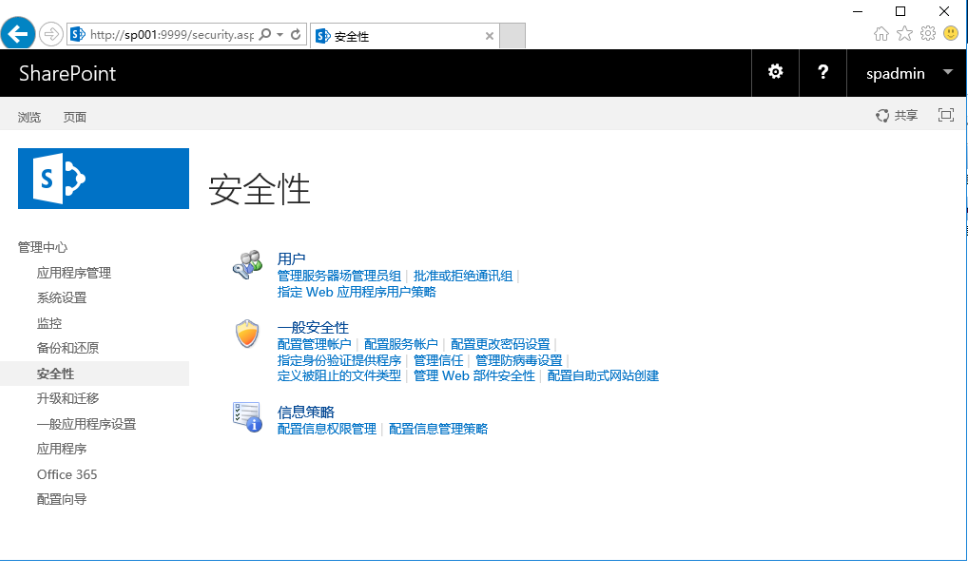 http://sp001:9999/security.asp
安全性
SharePoint
?
spadmin
浏览 页面
共享
S
安全性
管理中心
应用程序管理
系统设置
监控
备份和还原
安全性
升级和迁移
一般应用程序设置
应用程序
Office 365
配置向导
用户
管理服务器场管理员组 | 批准或拒绝通讯组 |
指定 Web 应用程序用户策略
一般安全性
配置管理帐户 | 配置服务帐户 | 配置更改密码设置 |
指定身份验证提供程序 | 管理信任 | 管理防病毒设置 |
定义被阻止的文件类型 | 管理 Web 部件安全性 | 配置自助式网站创建
信息策略
配置信息权限管理 | 配置信息管理策略